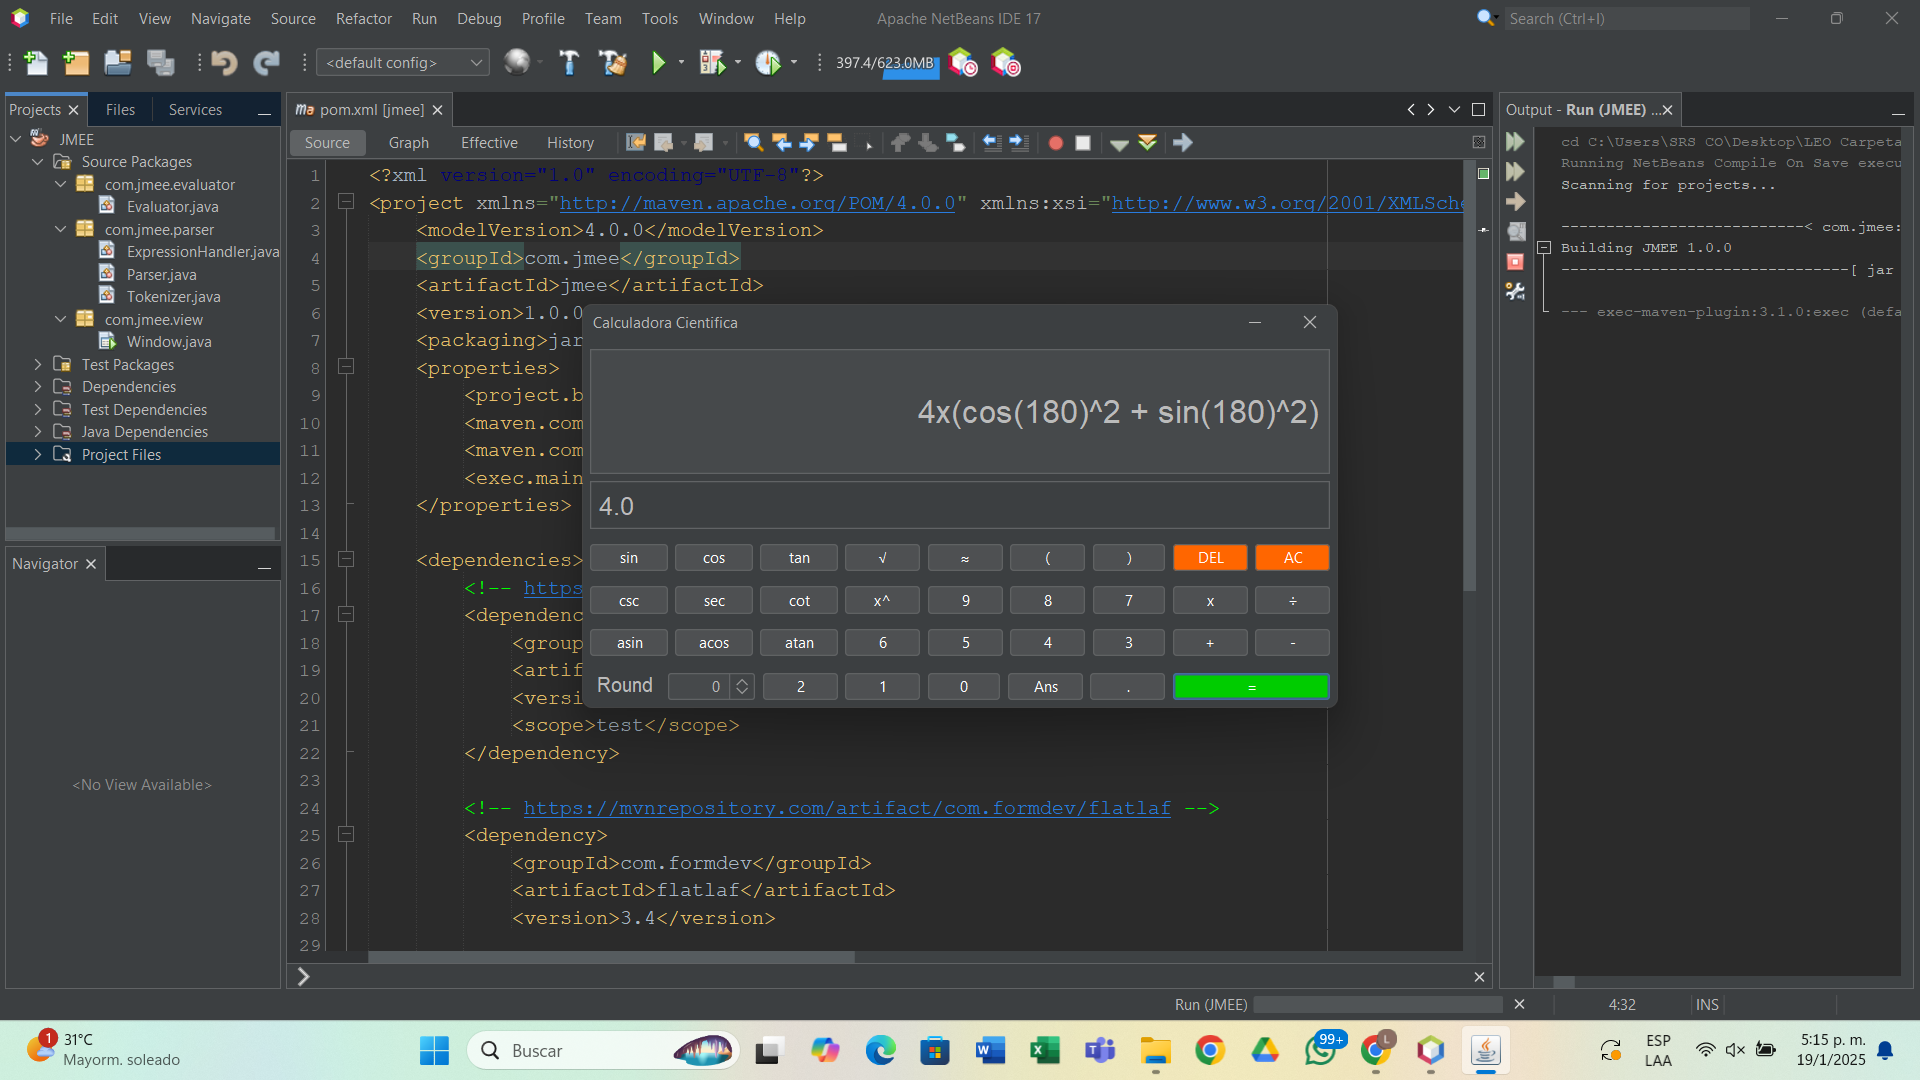 File Edit View Navigate Source Refactor Run Debug Profile Team Tools Window Help
Apache NetBeans IDE 17
Search (Ctrl+I)
<default config>
397.4/623.0MB
Projects Files Services
JMEE
Source Packages
com.jmee.evaluator
Evaluator.java
com.jmee.parser
ExpressionHandler.java
Parser.java
Tokenizer.java
com.jmee.view
Window.java
Test Packages
Dependencies
Test Dependencies
Java Dependencies
Project Files
Navigator
<No View Available>
pom.xml [jmee]
Source Graph Effective History
1 <?xml version="1.0" encoding="UTF-8"?>
2 <project xmlns="http://maven.apache.org/POM/4.0.0" xmlns:xsi="http://www.w3.org/2001/XMLSche
3 <modelVersion>4.0.0</modelVersion>
4 <groupId>com.jmee</groupId>
5 <artifactId>jmee</artifactId>
6 <version>1.0.0
7 <packaging>jar
8 <properties>
9 <project.b
10 <maven.com
11 <maven.com
12 <exec.main
13 </properties>
14
15 <dependencies>
16 <!-- https
17 <dependenc
18 <group
19 <artif
20 <versi
21 <scope>test</scope>
22 </dependency>
23
24 <!-- https://mvnrepository.com/artifact/com.formdev/flatlaf -->
25 <dependency>
26 <groupId>com.formdev</groupId>
27 <artifactId>flatlaf</artifactId>
28 <version>3.4</version>
29
Calculadora Cientifica
4x(cos(180)^2 + sin(180)^2)
4.0
sin cos tan √ ≈ ( ) DEL AC
csc sec cot x^ 9 8 7 x ÷
asin acos atan 6 5 4 3 + -
Round 0 2 1 0 Ans . =
Output - Run (JMEE) ...
cd C:\Users\SRS CO\Desktop\LEO Carpeta
Running NetBeans Compile On Save execu
Scanning for projects...
---------------------------< com.jmee:
Building JMEE 1.0.0
--------------------------------[ jar
--- exec-maven-plugin:3.1.0:exec (defa
Run (JMEE)
4:32
INS
1
31°C
Mayorm. soleado
Buscar
99+
L
ESP
LAA
5:15 p. m.
19/1/2025